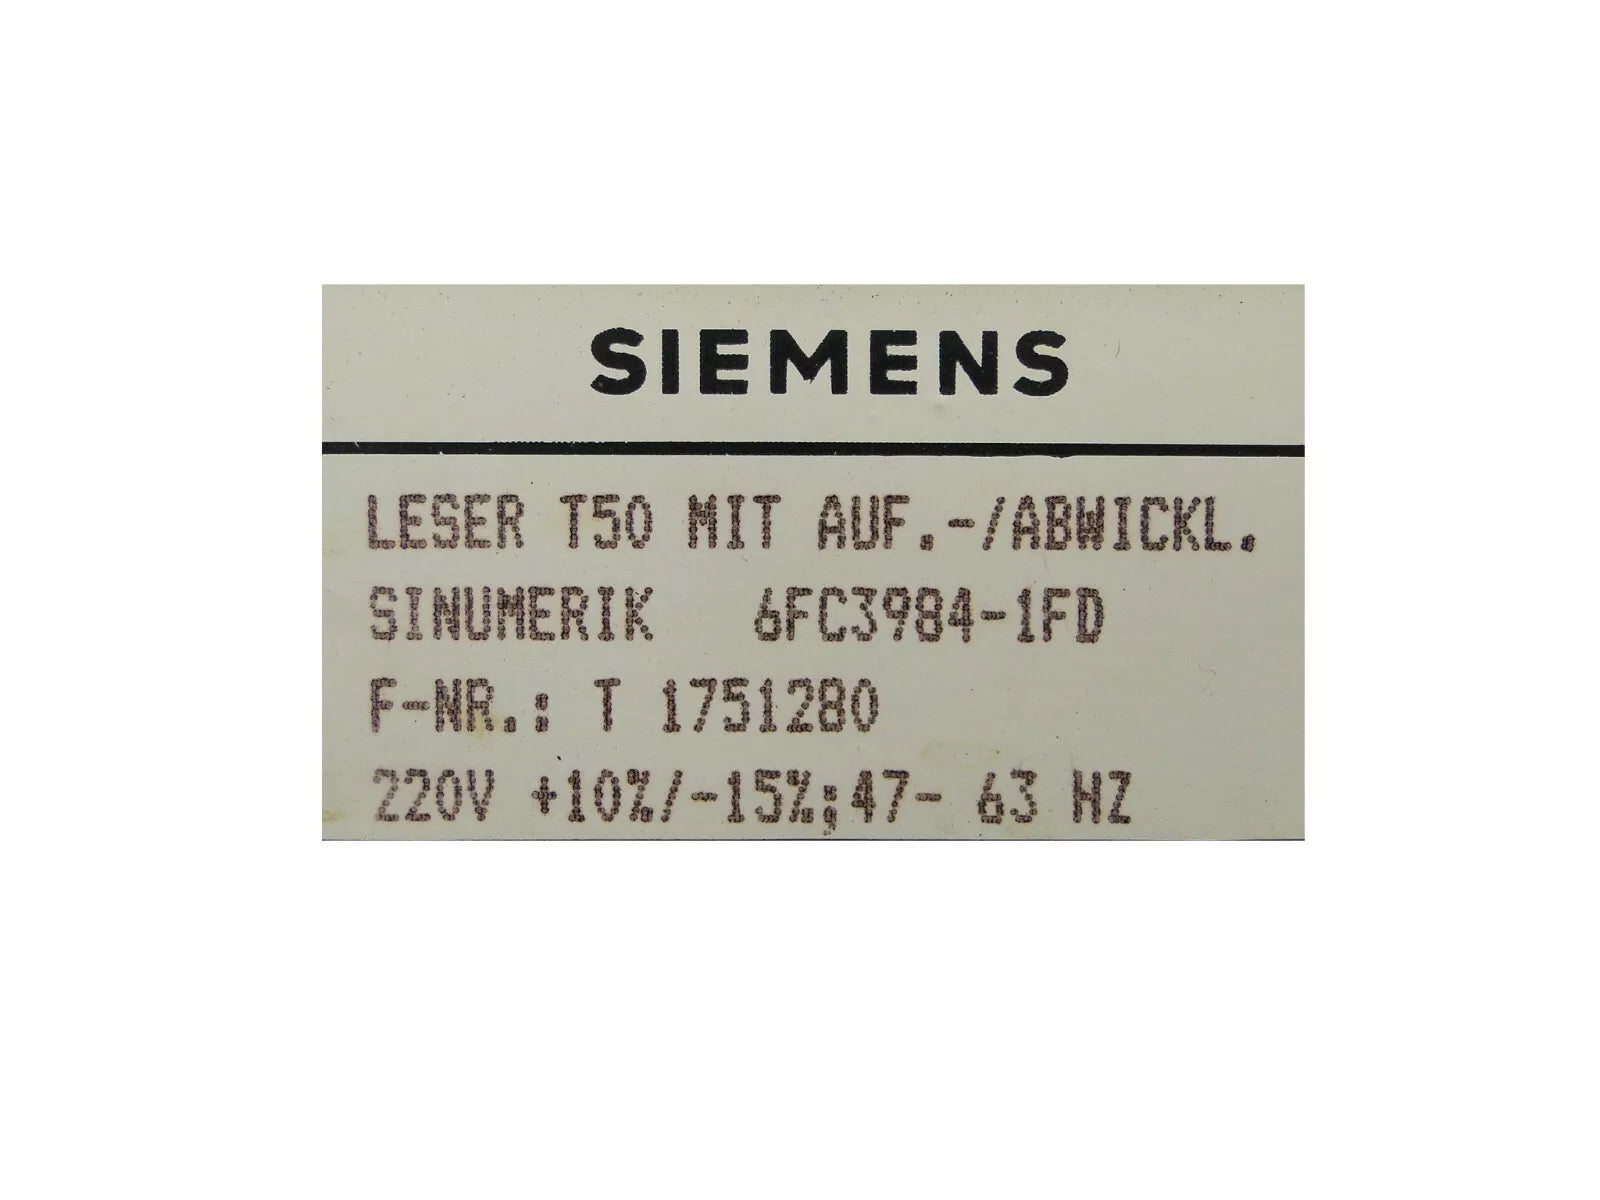 SIEMENS
LESER T50 MIT AUF.-/ABWICKL.
SINUMERIK 6FC3984-1FD
F-NR.: T 1751280
220V +10%/-15%;47- 63 HZ